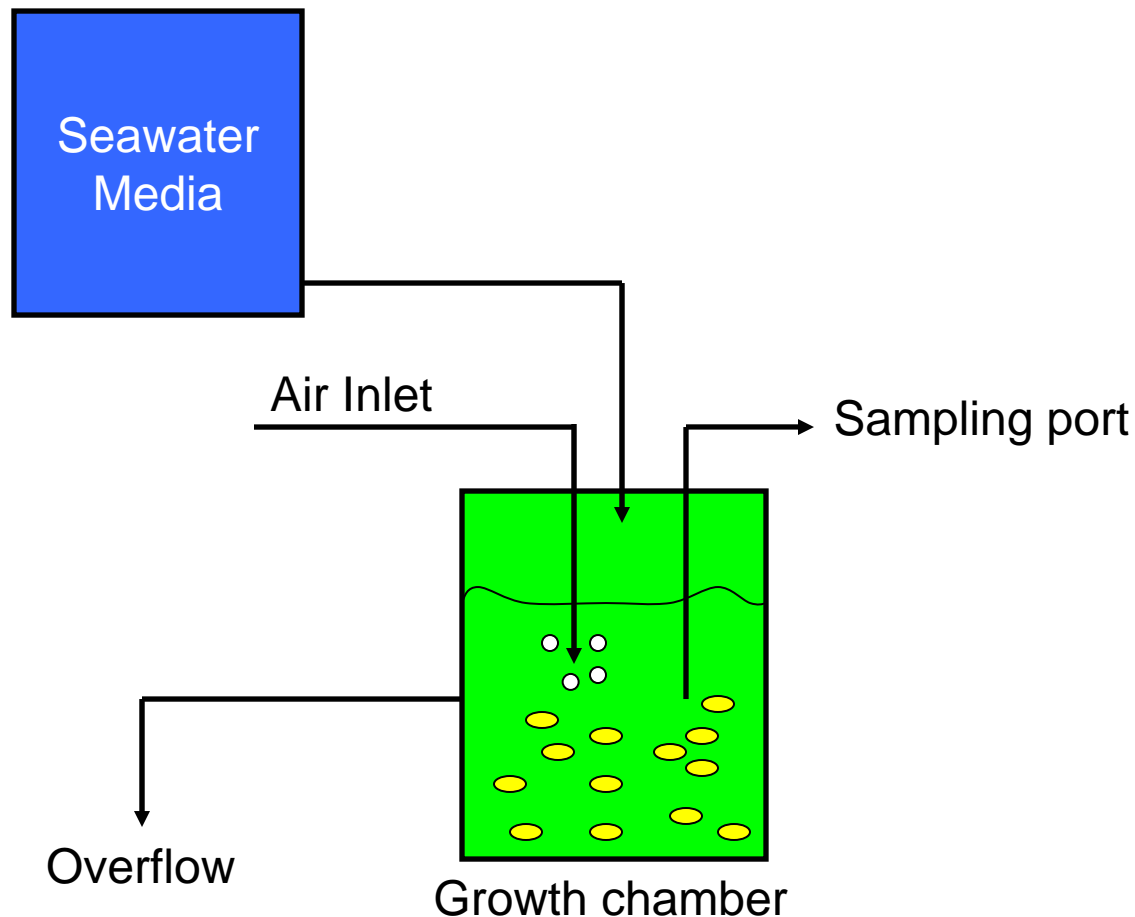 Seawater
Media
Air Inlet
Sampling port
Overflow
Growth chamber